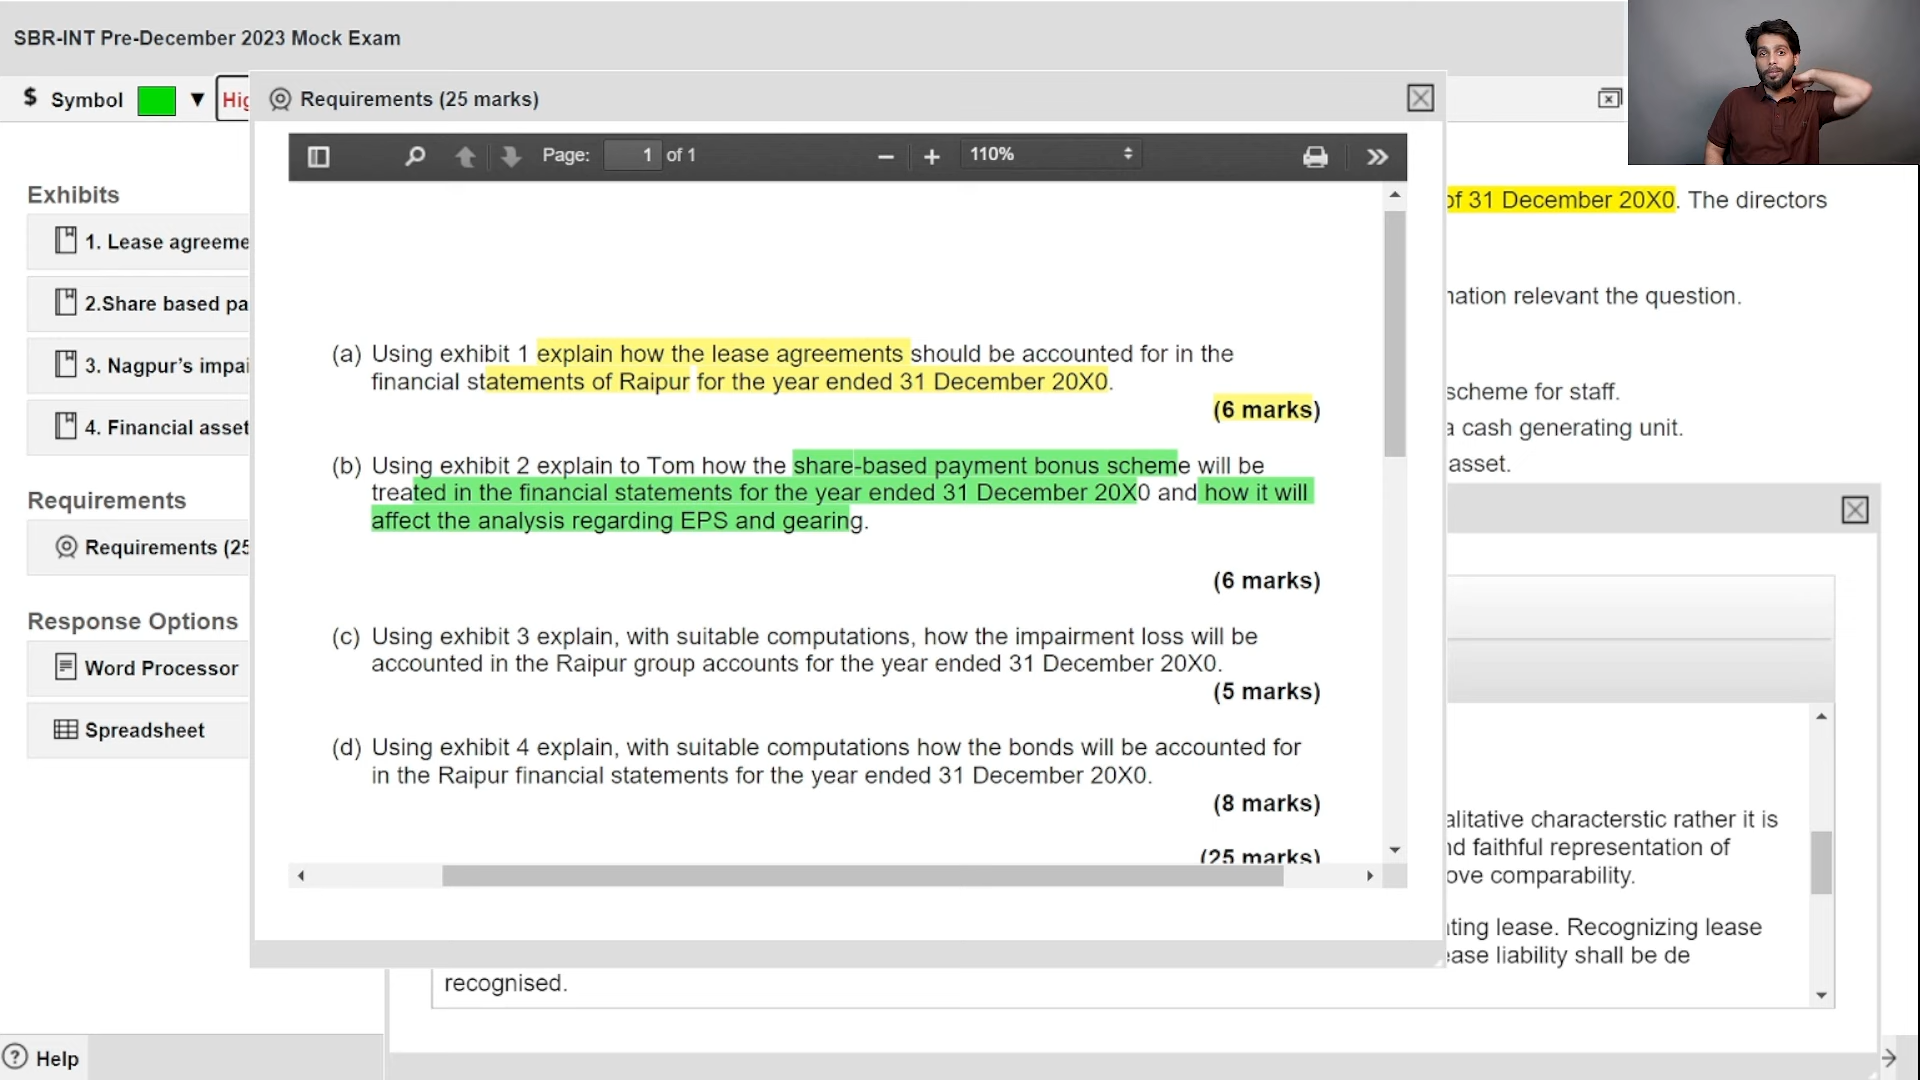 SBR-INT Pre-December 2023 Mock Exam
$ Symbol
Hig
Requirements (25 marks)
Page: 1 of 1
110%
Exhibits
1. Lease agreeme
2.Share based pa
3. Nagpur's impai
4. Financial asset
Requirements
Requirements (25
Response Options
Word Processor
Spreadsheet
(a) Using exhibit 1 explain how the lease agreements should be accounted for in the
financial statements of Raipur for the year ended 31 December 20X0.
(6 marks)
(b) Using exhibit 2 explain to Tom how the share-based payment bonus scheme will be
treated in the financial statements for the year ended 31 December 20X0 and how it will
affect the analysis regarding EPS and gearing.
(6 marks)
(c) Using exhibit 3 explain, with suitable computations, how the impairment loss will be
accounted in the Raipur group accounts for the year ended 31 December 20X0.
(5 marks)
(d) Using exhibit 4 explain, with suitable computations how the bonds will be accounted for
in the Raipur financial statements for the year ended 31 December 20X0.
(8 marks)
(25 marks)
of 31 December 20X0. The directors
nation relevant the question.
scheme for staff.
a cash generating unit.
asset.
alitative characterstic rather it is
nd faithful representation of
ove comparability.
ating lease. Recognizing lease
ease liability shall be de
recognised.
Help